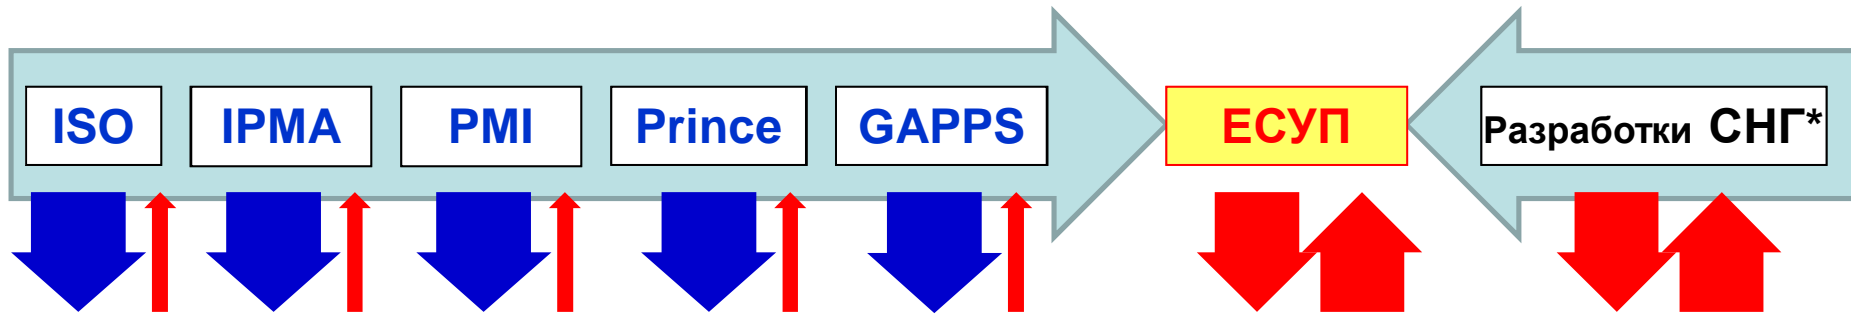 ISO
IPMA
PMI
Prince
GAPPS
ЕСУП
Разработки СНГ*